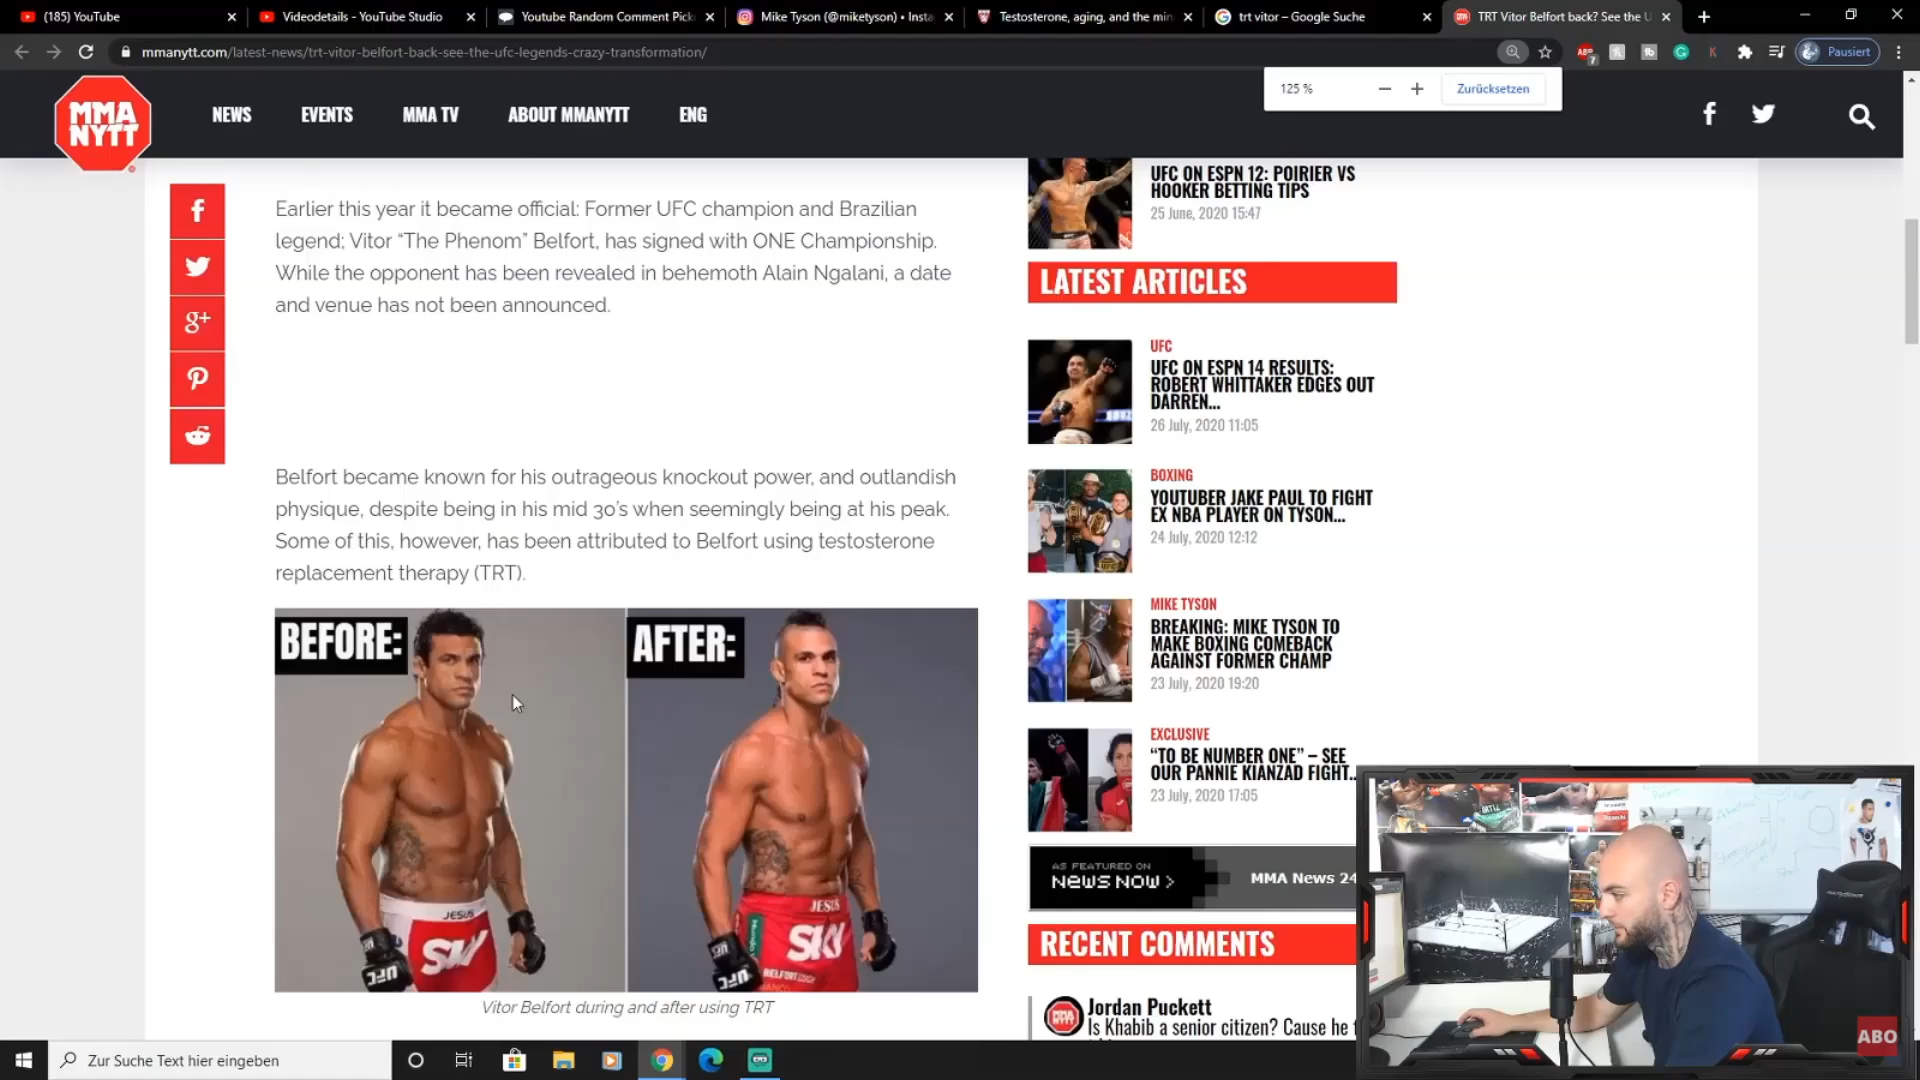 (185) YouTube
Videodetails - YouTube Studio
Youtube Random Comment Pick
Mike Tyson (@miketyson) • Insta
Testosterone, aging, and the min
trt vitor – Google Suche
TRT Vitor Belfort back? See the U
mmanytt.com/latest-news/trt-vitor-belfort-back-see-the-ufc-legends-crazy-transformation/
ABP
7
K
Pausiert
125 %
Zurücksetzen
MMA
NYTT
NEWS
EVENTS
MMA TV
ABOUT MMANYTT
ENG
Earlier this year it became official: Former UFC champion and Brazilian
legend; Vitor “The Phenom” Belfort, has signed with ONE Championship.
While the opponent has been revealed in behemoth Alain Ngalani, a date
and venue has not been announced.
Belfort became known for his outrageous knockout power, and outlandish
physique, despite being in his mid 30’s when seemingly being at his peak.
Some of this, however, has been attributed to Belfort using testosterone
replacement therapy (TRT).
BEFORE:
AFTER:
JESUS
SW
UFC
JESUS
SW
BELFORT
UFC
Vitor Belfort during and after using TRT
UFC ON ESPN 12: POIRIER VS
HOOKER BETTING TIPS
25 June, 2020 15:47
LATEST ARTICLES
UFC
UFC ON ESPN 14 RESULTS:
ROBERT WHITTAKER EDGES OUT
DARREN...
26 July, 2020 11:05
BOXING
YOUTUBER JAKE PAUL TO FIGHT
EX NBA PLAYER ON TYSON...
24 July, 2020 12:12
MIKE TYSON
BREAKING: MIKE TYSON TO
MAKE BOXING COMEBACK
AGAINST FORMER CHAMP
23 July, 2020 19:20
EXCLUSIVE
“TO BE NUMBER ONE” – SEE
OUR PANNIE KIANZAD FIGHT...
23 July, 2020 17:05
AS FEATURED ON
NEWS NOW >
MMA News 24
RECENT COMMENTS
Jordan Puckett
Is Khabib a senior citizen? Cause he
ABO
Zur Suche Text hier eingeben